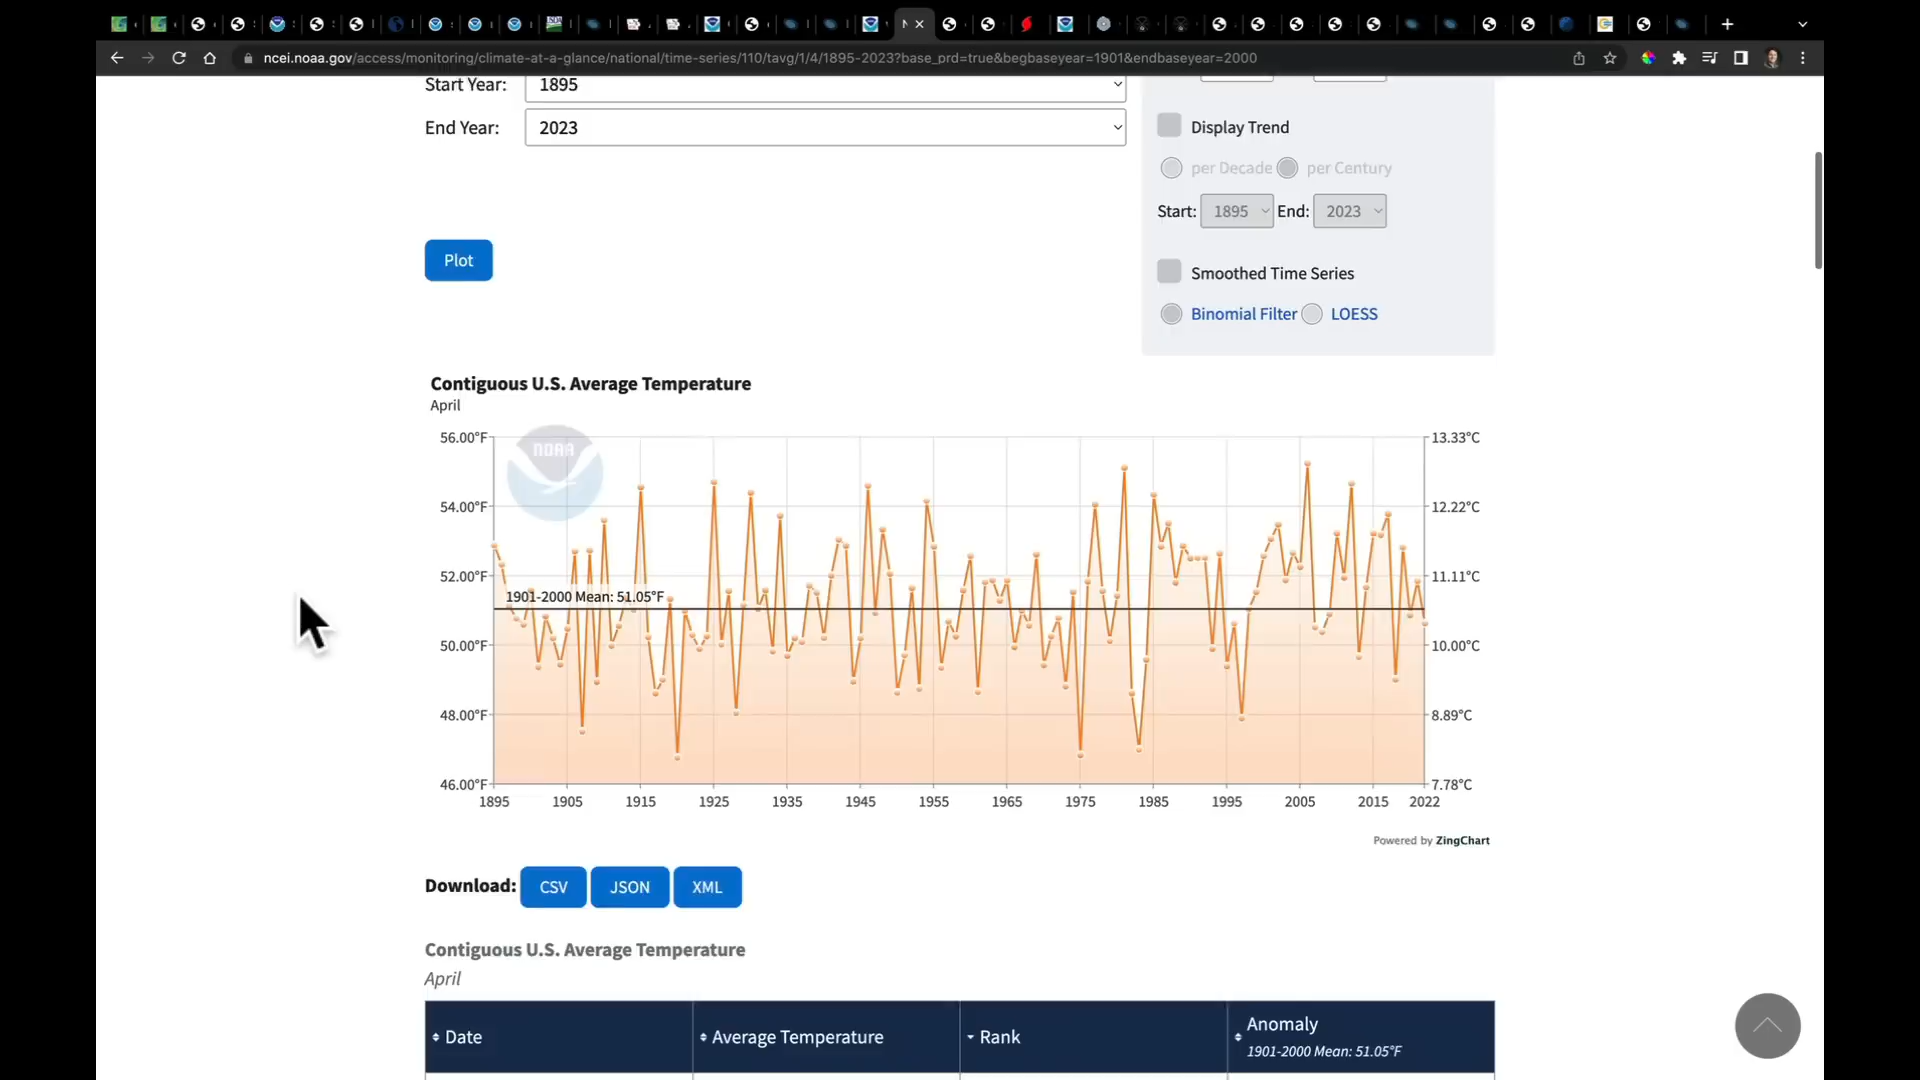 ncei.noaa.gov/access/monitoring/climate-at-a-glance/national/time-series/110/tavg/1/4/1895-2023?base_prd=true&begbaseyear=1901&endbaseyear=2000
Start Year: 1895
End Year: 2023
Display Trend
per Decade per Century
Start: 1895 End: 2023
Plot
Smoothed Time Series
Binomial Filter LOESS
Contiguous U.S. Average Temperature
April
56.00°F 13.33°C
NOAA
54.00°F 12.22°C
52.00°F 11.11°C
1901-2000 Mean: 51.05°F
50.00°F 10.00°C
48.00°F 8.89°C
46.00°F 7.78°C
1895 1905 1915 1925 1935 1945 1955 1965 1975 1985 1995 2005 2015 2022
Powered by ZingChart
Download: CSV JSON XML
Contiguous U.S. Average Temperature
April
Date Average Temperature Rank Anomaly
1901-2000 Mean: 51.05°F